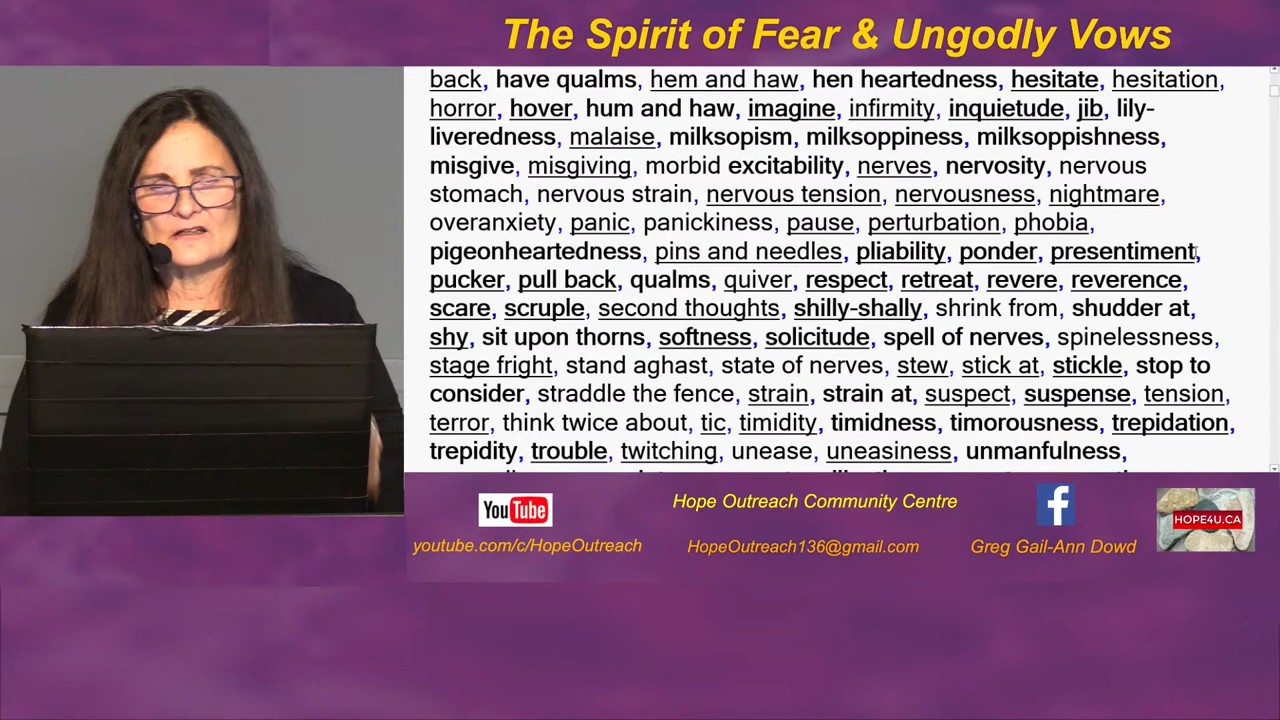 The Spirit of Fear & Ungodly Vows
back, have qualms, hem and haw, hen heartedness, hesitate, hesitation,
horror, hover, hum and haw, imagine, infirmity, inquietude, jib, lily-
liveredness, malaise, milksopism, milksoppiness, milksoppishness,
misgive, misgiving, morbid excitability, nerves, nervosity, nervous
stomach, nervous strain, nervous tension, nervousness, nightmare,
overanxiety, panic, panickiness, pause, perturbation, phobia,
pigeonheartedness, pins and needles, pliability, ponder, presentiment,
pucker, pull back, qualms, quiver, respect, retreat, revere, reverence,
scare, scruple, second thoughts, shilly-shally, shrink from, shudder at,
shy, sit upon thorns, softness, solicitude, spell of nerves, spinelessness,
stage fright, stand aghast, state of nerves, stew, stick at, stickle, stop to
consider, straddle the fence, strain, strain at, suspect, suspense, tension,
terror, think twice about, tic, timidity, timidness, timorousness, trepidation,
trepidity, trouble, twitching, unease, uneasiness, unmanfulness,
YouTube
Hope Outreach Community Centre
HOPE4U.CA
youtube.com/c/HopeOutreach
HopeOutreach136@gmail.com
Greg Gail-Ann Dowd